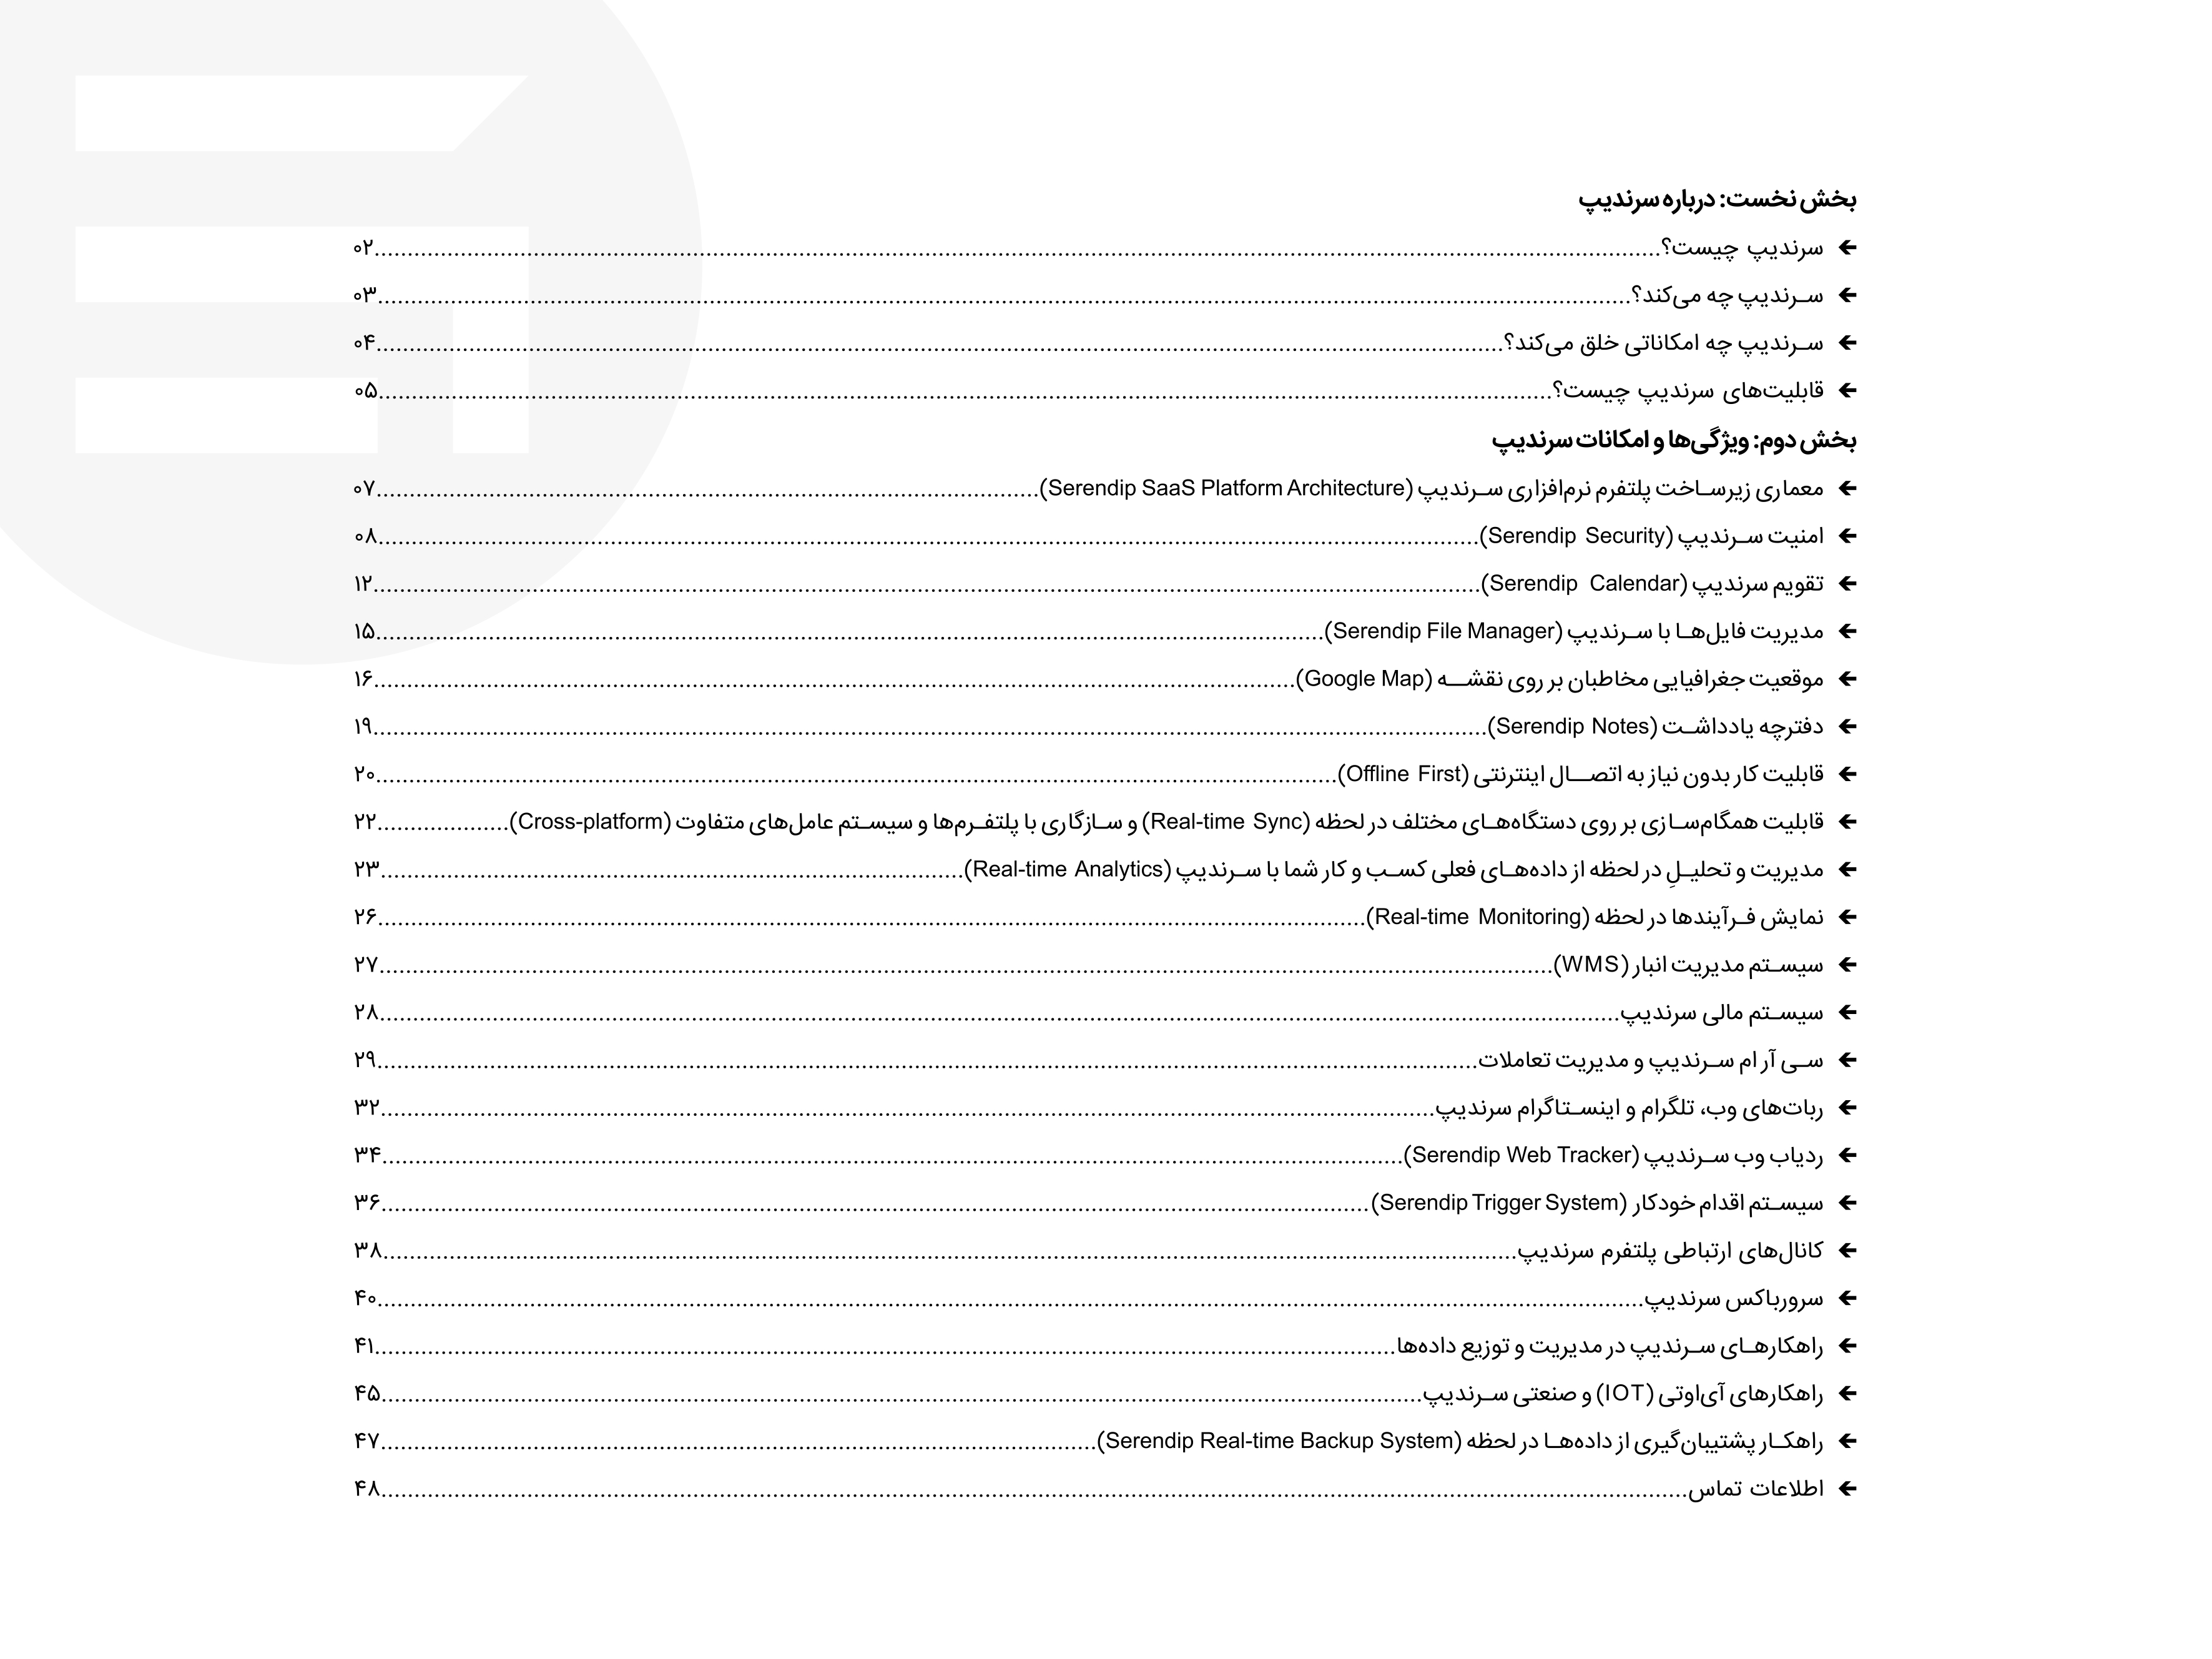 بخش نخست: درباره سرندیپ
سرندیپ چیست؟ ۰۲
سرندیپ چه می‌کند؟ ۰۳
سرندیپ چه امکاناتی خلق می‌کند؟ ۰۴
قابلیت‌های سرندیپ چیست؟ ۰۵
بخش دوم: ویژگی‌ها و امکانات سرندیپ
معماری زیرساخت پلتفرم نرم‌افزاری سرندیپ (Serendip SaaS Platform Architecture) ۰۷
امنیت سرندیپ (Serendip Security) ۰۸
تقویم سرندیپ (Serendip Calendar) ۱۲
مدیریت فایل‌ها با سرندیپ (Serendip File Manager) ۱۵
موقعیت جغرافیایی مخاطبان بر روی نقشه (Google Map) ۱۶
دفترچه یادداشت (Serendip Notes) ۱۹
قابلیت کار بدون نیاز به اتصال اینترنتی (Offline First) ۲۰
قابلیت همگام‌سازی بر روی دستگاه‌های مختلف در لحظه (Real-time Sync) و سازگاری با پلتفرم‌ها و سیستم عامل‌های متفاوت (Cross-platform) ۲۲
مدیریت و تحلیلِ در لحظه از داده‌های فعلی کسب و کار شما با سرندیپ (Real-time Analytics) ۲۳
نمایش فرآیندها در لحظه (Real-time Monitoring) ۲۶
سیستم مدیریت انبار (WMS) ۲۷
سیستم مالی سرندیپ ۲۸
سی آر ام سرندیپ و مدیریت تعاملات ۲۹
ربات‌های وب، تلگرام و اینستاگرام سرندیپ ۳۲
ردیاب وب سرندیپ (Serendip Web Tracker) ۳۴
سیستم اقدام خودکار (Serendip Trigger System) ۳۶
کانال‌های ارتباطی پلتفرم سرندیپ ۳۸
سرورباکس سرندیپ ۴۰
راهکارهای سرندیپ در مدیریت و توزیع داده‌ها ۴۱
راهکارهای آی‌اوتی (IOT) و صنعتی سرندیپ ۴۵
راهکار پشتیبان‌گیری از داده‌ها در لحظه (Serendip Real-time Backup System) ۴۷
اطلاعات تماس ۴۸